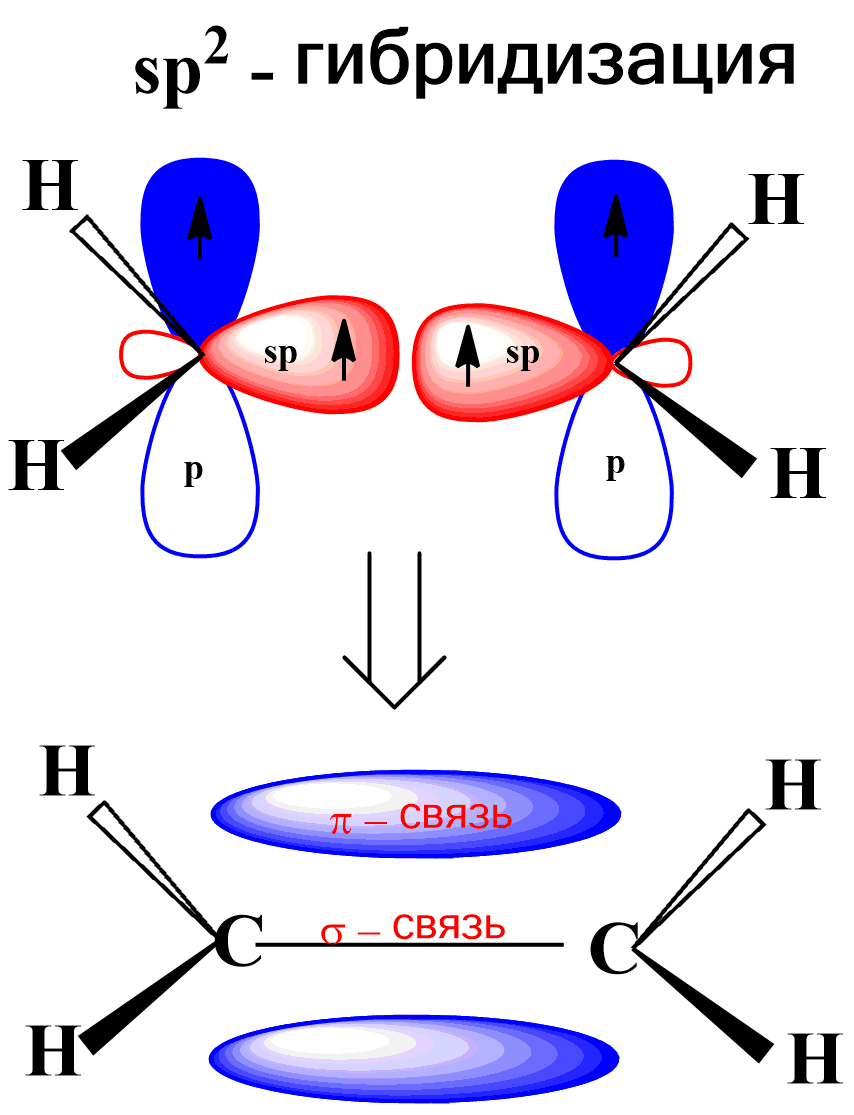 sp² - гибридизация
H H
sp sp
H p p H
H H
π – связь
σ – связь
C C
H H